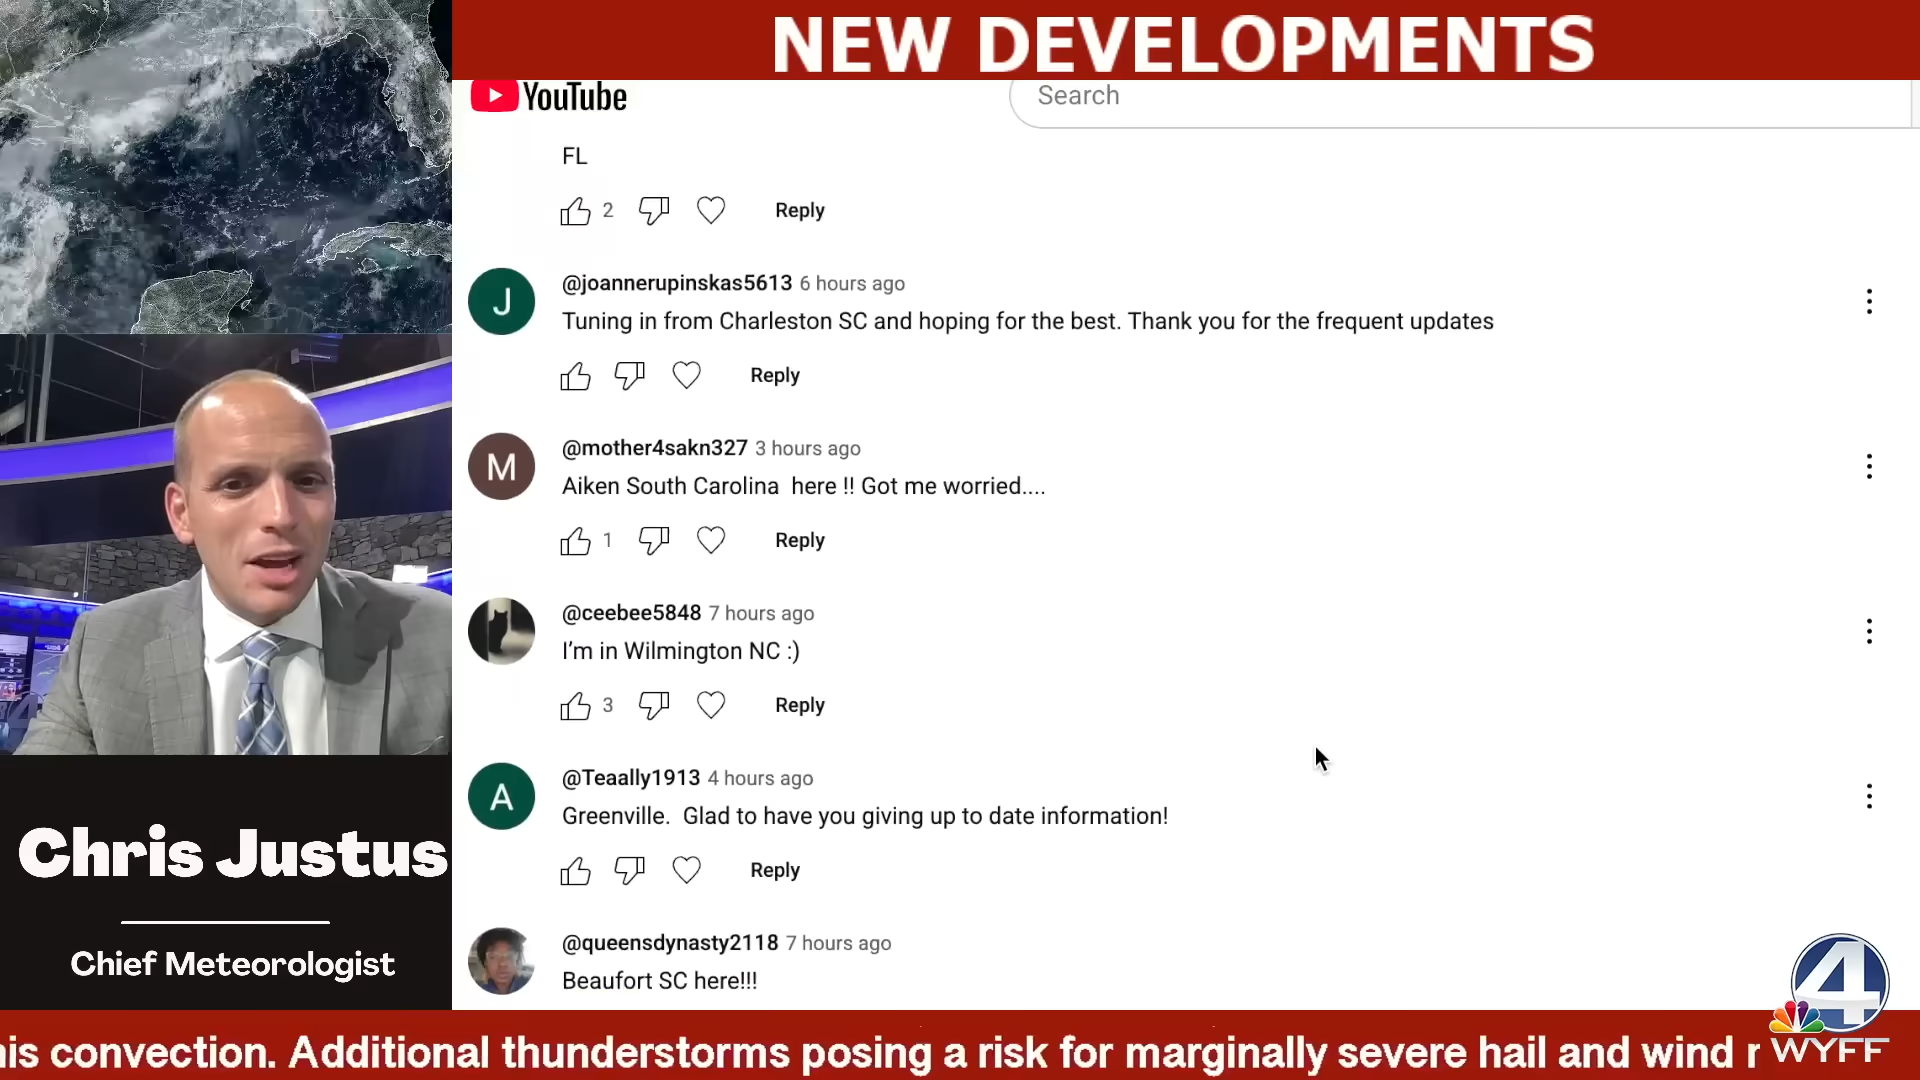 NEW DEVELOPMENTS
YouTube
Search
FL
2
Reply
J
@joannerupinskas5613 6 hours ago
Tuning in from Charleston SC and hoping for the best. Thank you for the frequent updates
Reply
M
@mother4sakn327 3 hours ago
Aiken South Carolina  here !! Got me worried....
1
Reply
@ceebee5848 7 hours ago
I'm in Wilmington NC :)
3
Reply
A
@Teaally1913 4 hours ago
Greenville.  Glad to have you giving up to date information!
Reply
@queensdynasty2118 7 hours ago
Beaufort SC here!!!
Chris Justus
Chief Meteorologist
4
WYFF
is convection. Additional thunderstorms posing a risk for marginally severe hail and wind